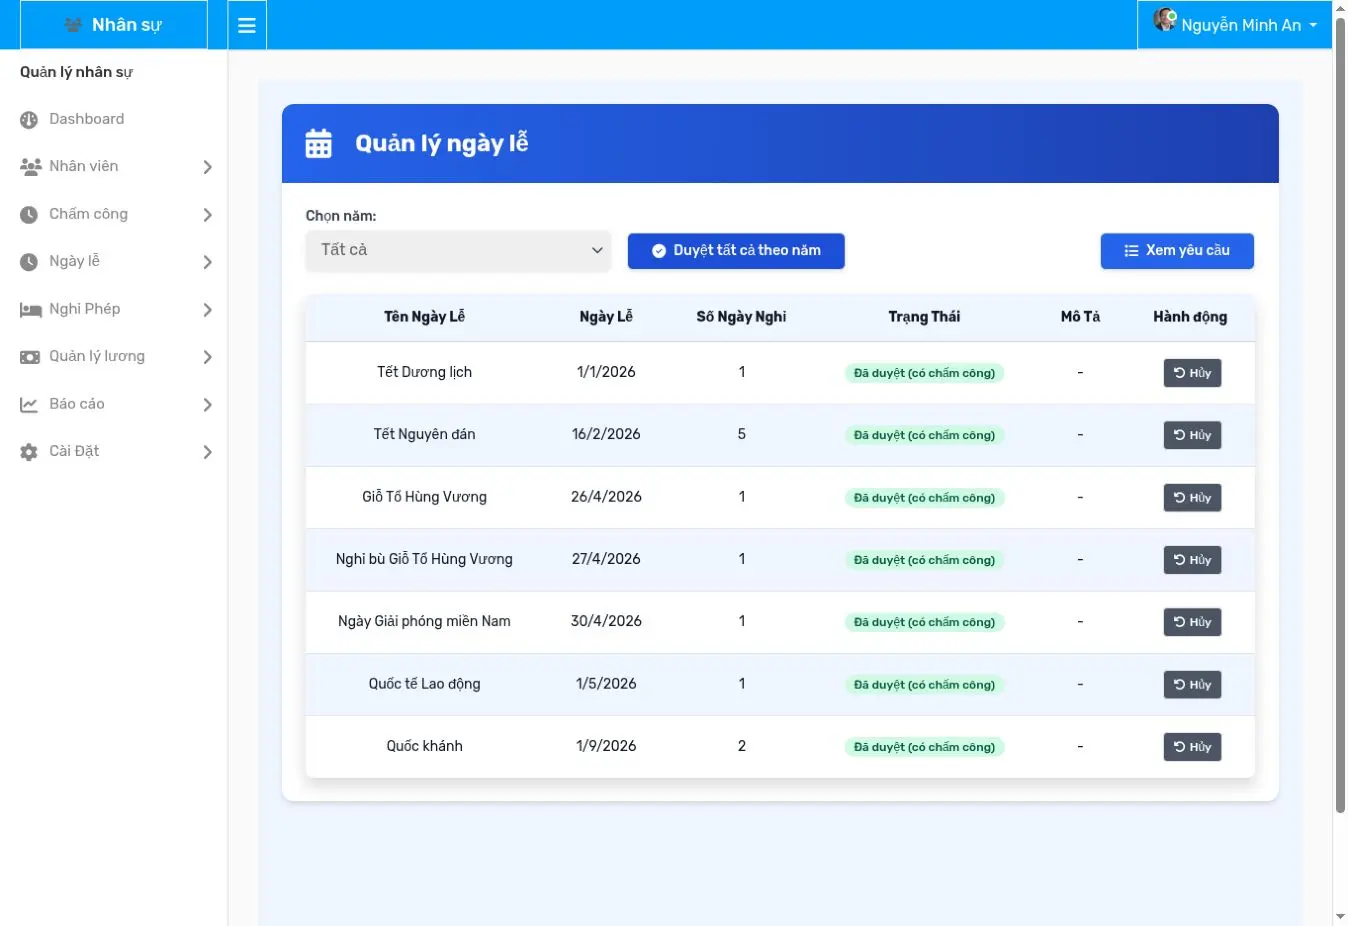 Nhân sự
Nguyễn Minh An
Quản lý nhân sự
Dashboard
Nhân viên
Chấm công
Ngày lễ
Nghỉ Phép
Quản lý lương
Báo cáo
Cài Đặt
Quản lý ngày lễ
Chọn năm:
Tất cả
Duyệt tất cả theo năm
Xem yêu cầu
Tên Ngày Lễ Ngày Lễ Số Ngày Nghỉ Trạng Thái Mô Tả Hành động
Tết Dương lịch 1/1/2026 1 Đã duyệt (có chấm công) - Hủy
Tết Nguyên đán 16/2/2026 5 Đã duyệt (có chấm công) - Hủy
Giỗ Tổ Hùng Vương 26/4/2026 1 Đã duyệt (có chấm công) - Hủy
Nghỉ bù Giỗ Tổ Hùng Vương 27/4/2026 1 Đã duyệt (có chấm công) - Hủy
Ngày Giải phóng miền Nam 30/4/2026 1 Đã duyệt (có chấm công) - Hủy
Quốc tế Lao động 1/5/2026 1 Đã duyệt (có chấm công) - Hủy
Quốc khánh 1/9/2026 2 Đã duyệt (có chấm công) - Hủy